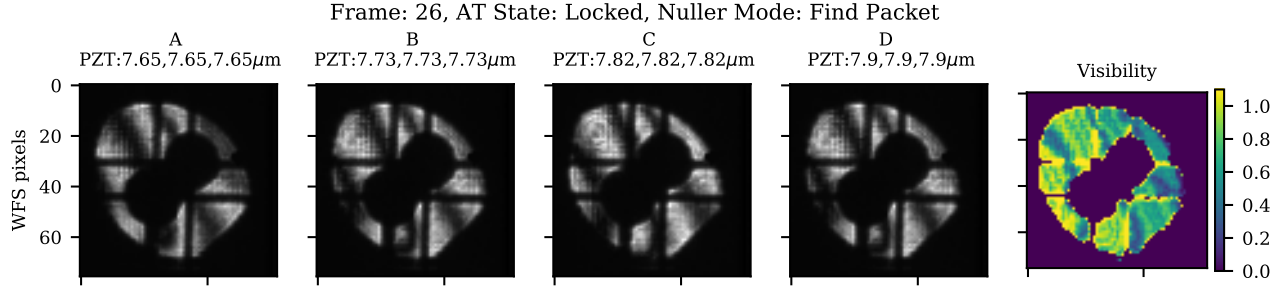 Frame: 26, AT State: Locked, Nuller Mode: Find Packet
A
PZT:7.65,7.65,7.65μm
B
PZT:7.73,7.73,7.73μm
C
PZT:7.82,7.82,7.82μm
D
PZT:7.9,7.9,7.9μm
Visibility
WFS pixels
0
20
40
60
1.0
0.8
0.6
0.4
0.2
0.0